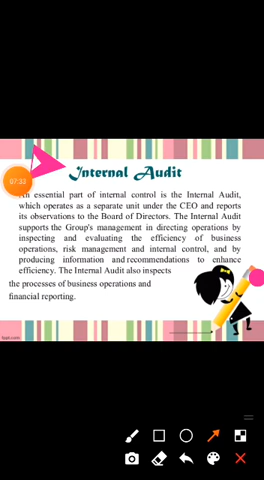 Internal Audit
07:33
An essential part of internal control is the Internal Audit,
which operates as a separate unit under the CEO and reports
its observations to the Board of Directors. The Internal Audit
supports the Group's management in directing operations by
inspecting and evaluating the efficiency of business
operations, risk management and internal control, and by
producing information and recommendations to enhance
efficiency. The Internal Audit also inspects
the processes of business operations and
financial reporting.